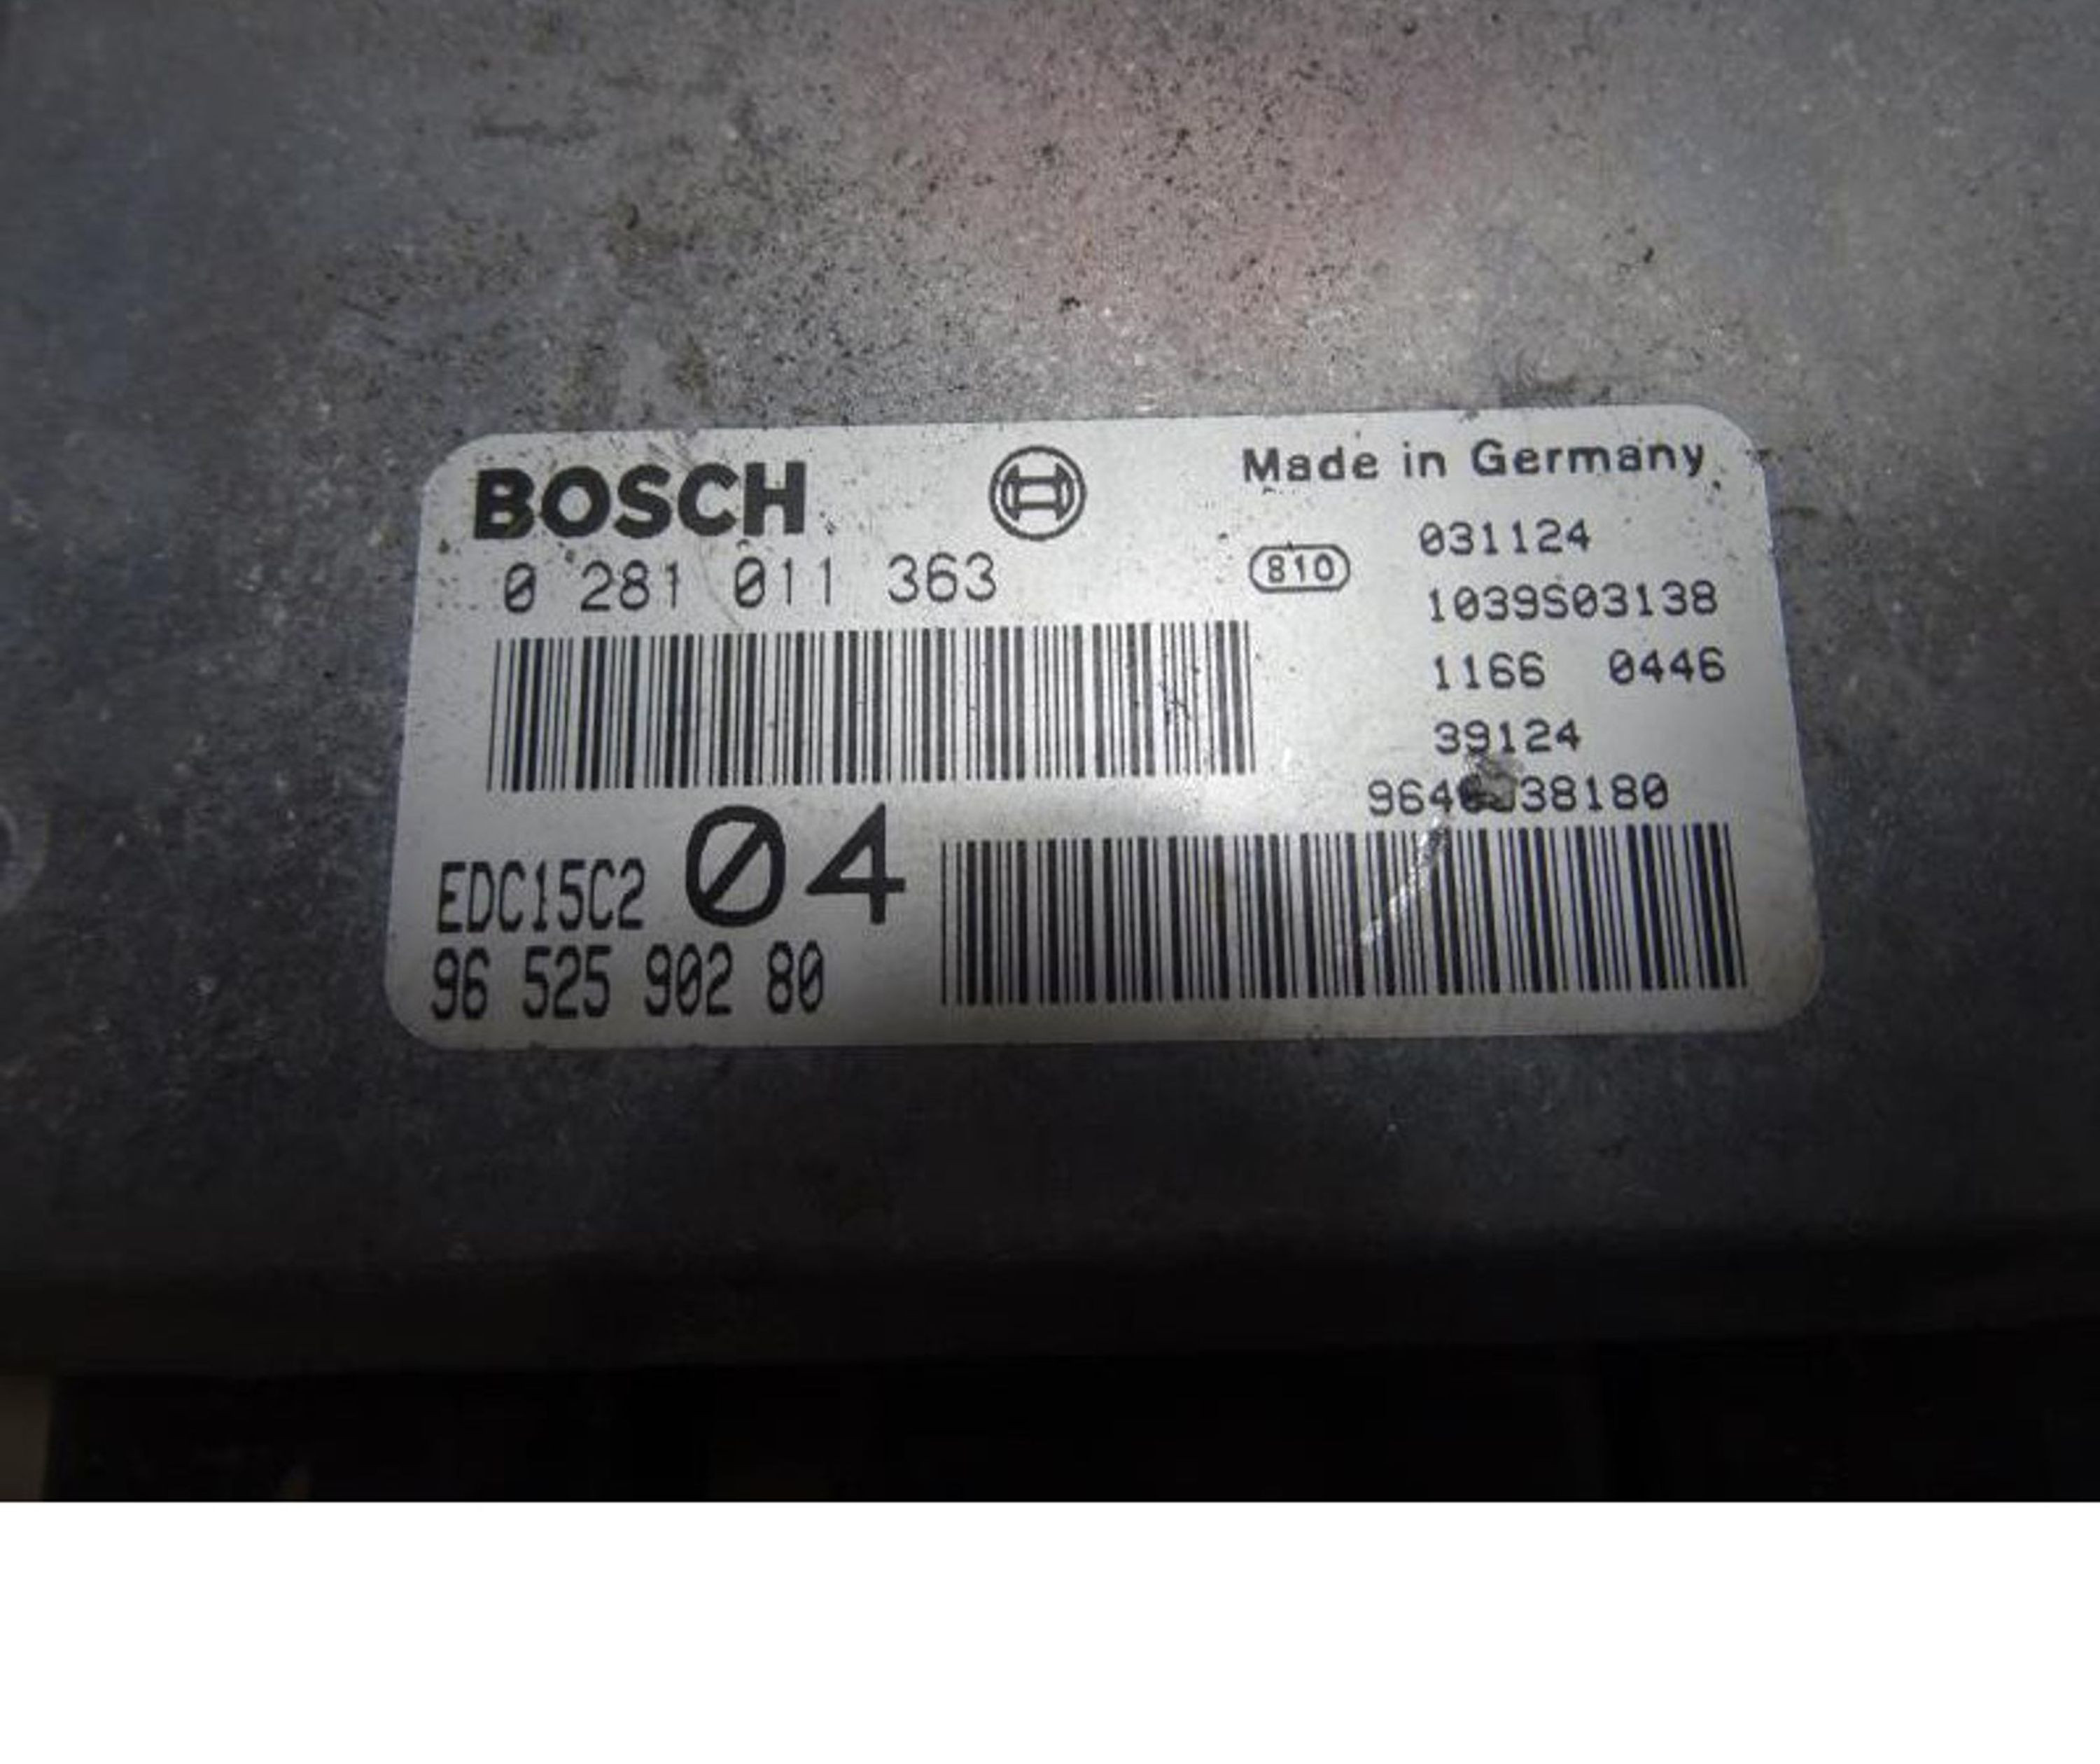 BOSCH
Made in Germany
0 281 011 363
810
031124
1039S03138
1166 0446
39124
EDC15C2 04
96 525 902 80